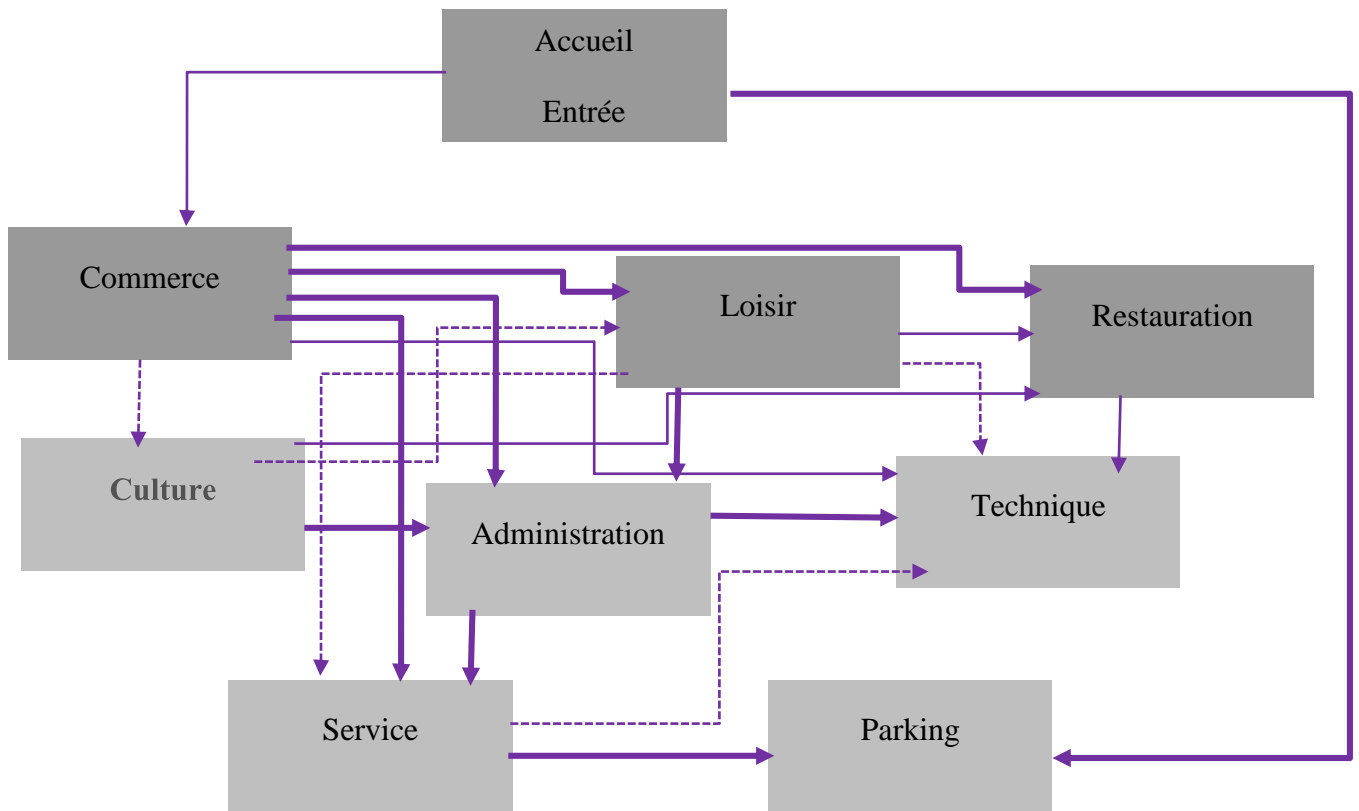 Accueil
Entrée
Commerce
Loisir
Restauration
Culture
Administration
Technique
Service
Parking